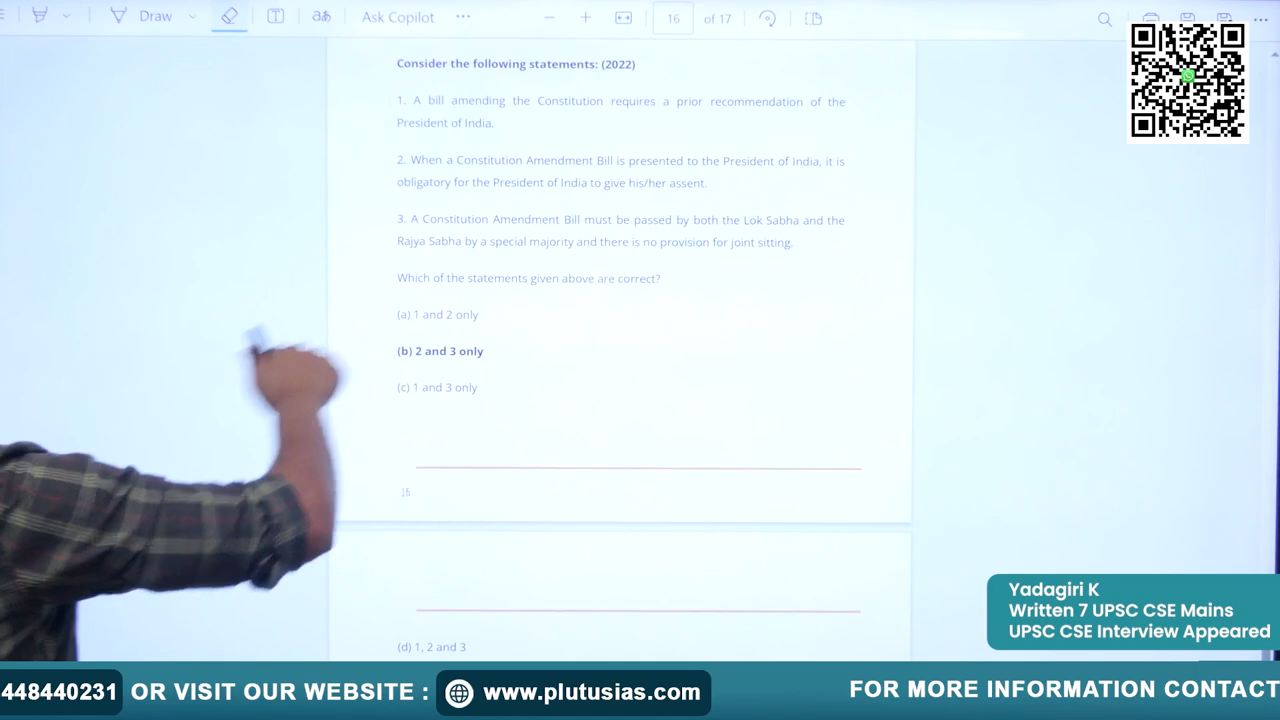 Draw
Ask Copilot
16 of 17
Consider the following statements: (2022)
1. A bill amending the Constitution requires a prior recommendation of the
President of India.
2. When a Constitution Amendment Bill is presented to the President of India, it is
obligatory for the President of India to give his/her assent.
3. A Constitution Amendment Bill must be passed by both the Lok Sabha and the
Rajya Sabha by a special majority and there is no provision for joint sitting.
Which of the statements given above are correct?
(a) 1 and 2 only
(b) 2 and 3 only
(c) 1 and 3 only
(d) 1, 2 and 3
Yadagiri K
Written 7 UPSC CSE Mains
UPSC CSE Interview Appeared
448440231 OR VISIT OUR WEBSITE : www.plutusias.com FOR MORE INFORMATION CONTACT